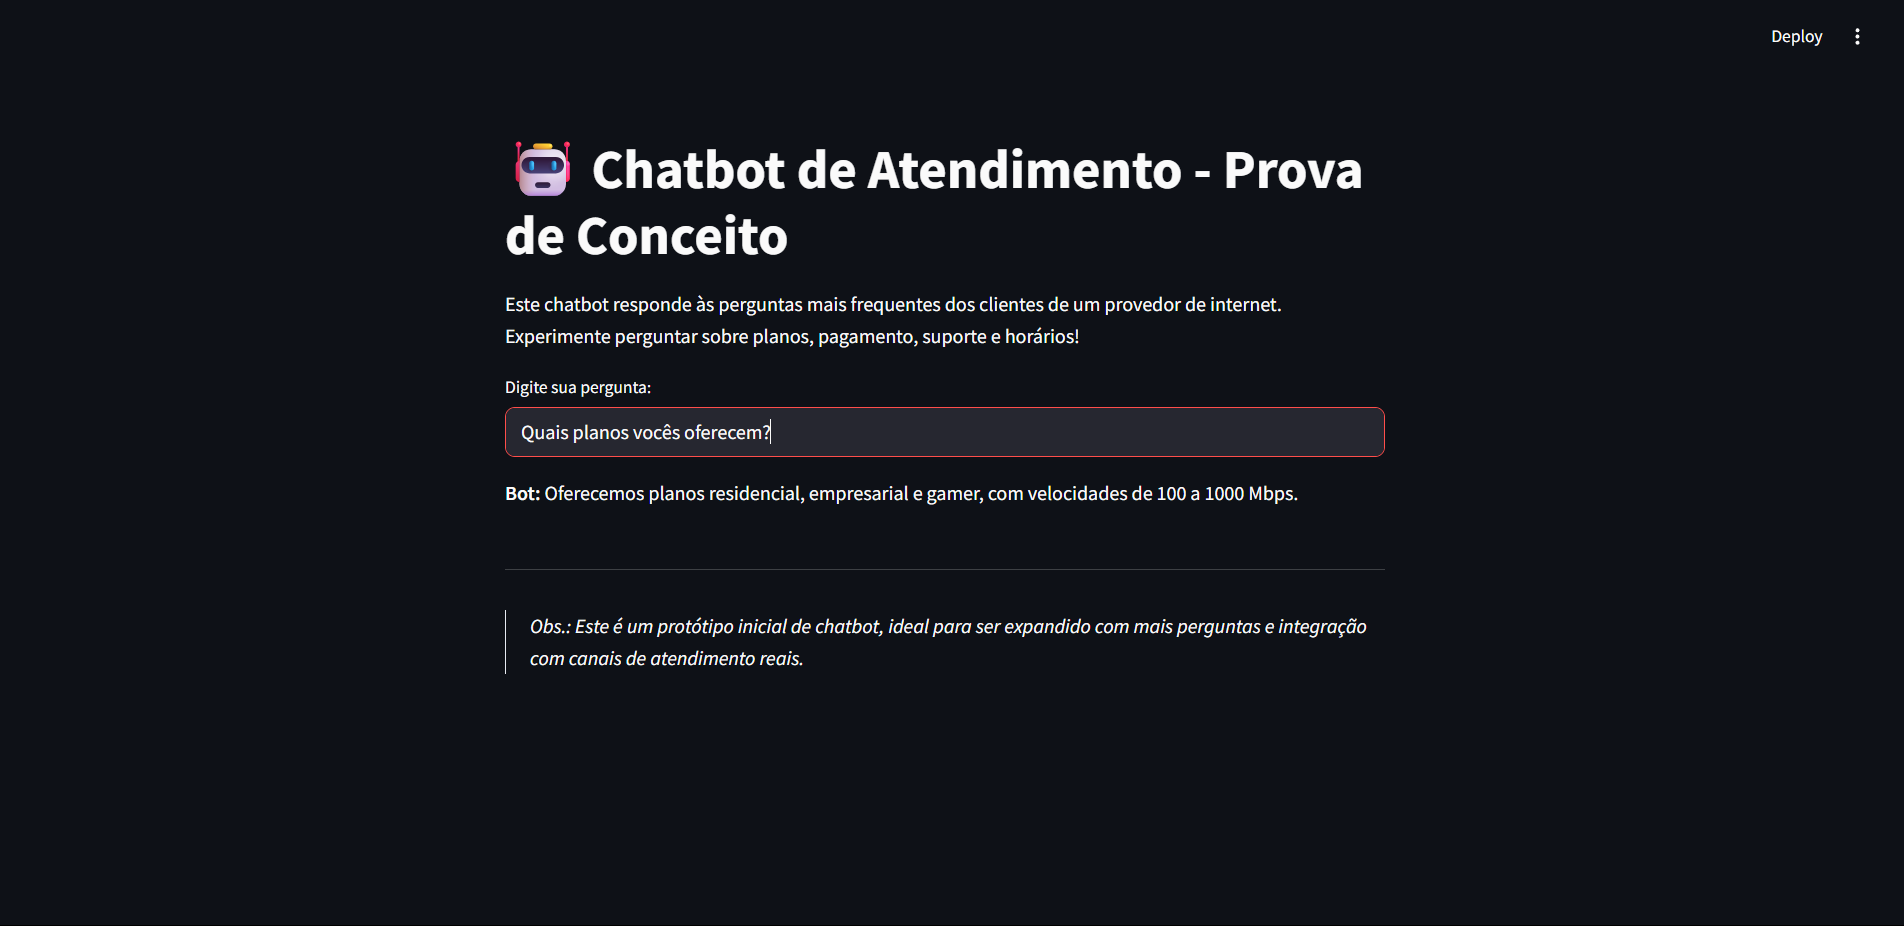 Deploy
Chatbot de Atendimento - Prova
de Conceito
Este chatbot responde às perguntas mais frequentes dos clientes de um provedor de internet.
Experimente perguntar sobre planos, pagamento, suporte e horários!
Digite sua pergunta:
Quais planos vocês oferecem?
Bot: Oferecemos planos residencial, empresarial e gamer, com velocidades de 100 a 1000 Mbps.
Obs.: Este é um protótipo inicial de chatbot, ideal para ser expandido com mais perguntas e integração
com canais de atendimento reais.